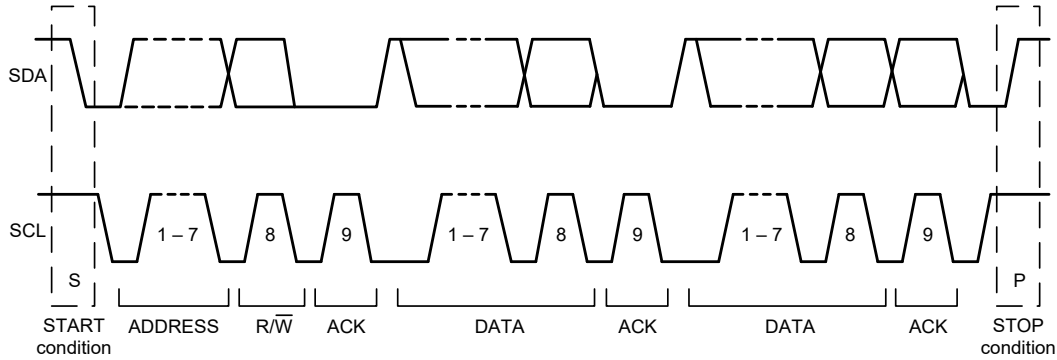 SDA
SCL
1 – 7
8
9
1 – 7
8
9
1 – 7
8
9
S
P
START
condition
ADDRESS
R/W̅
ACK
DATA
ACK
DATA
ACK
STOP
condition